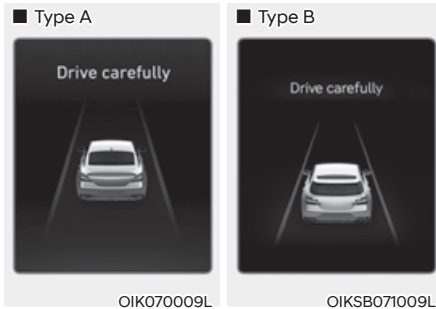 ■ Type A
Drive carefully
OIK070009L
■ Type B
Drive carefully
OIKSB071009L